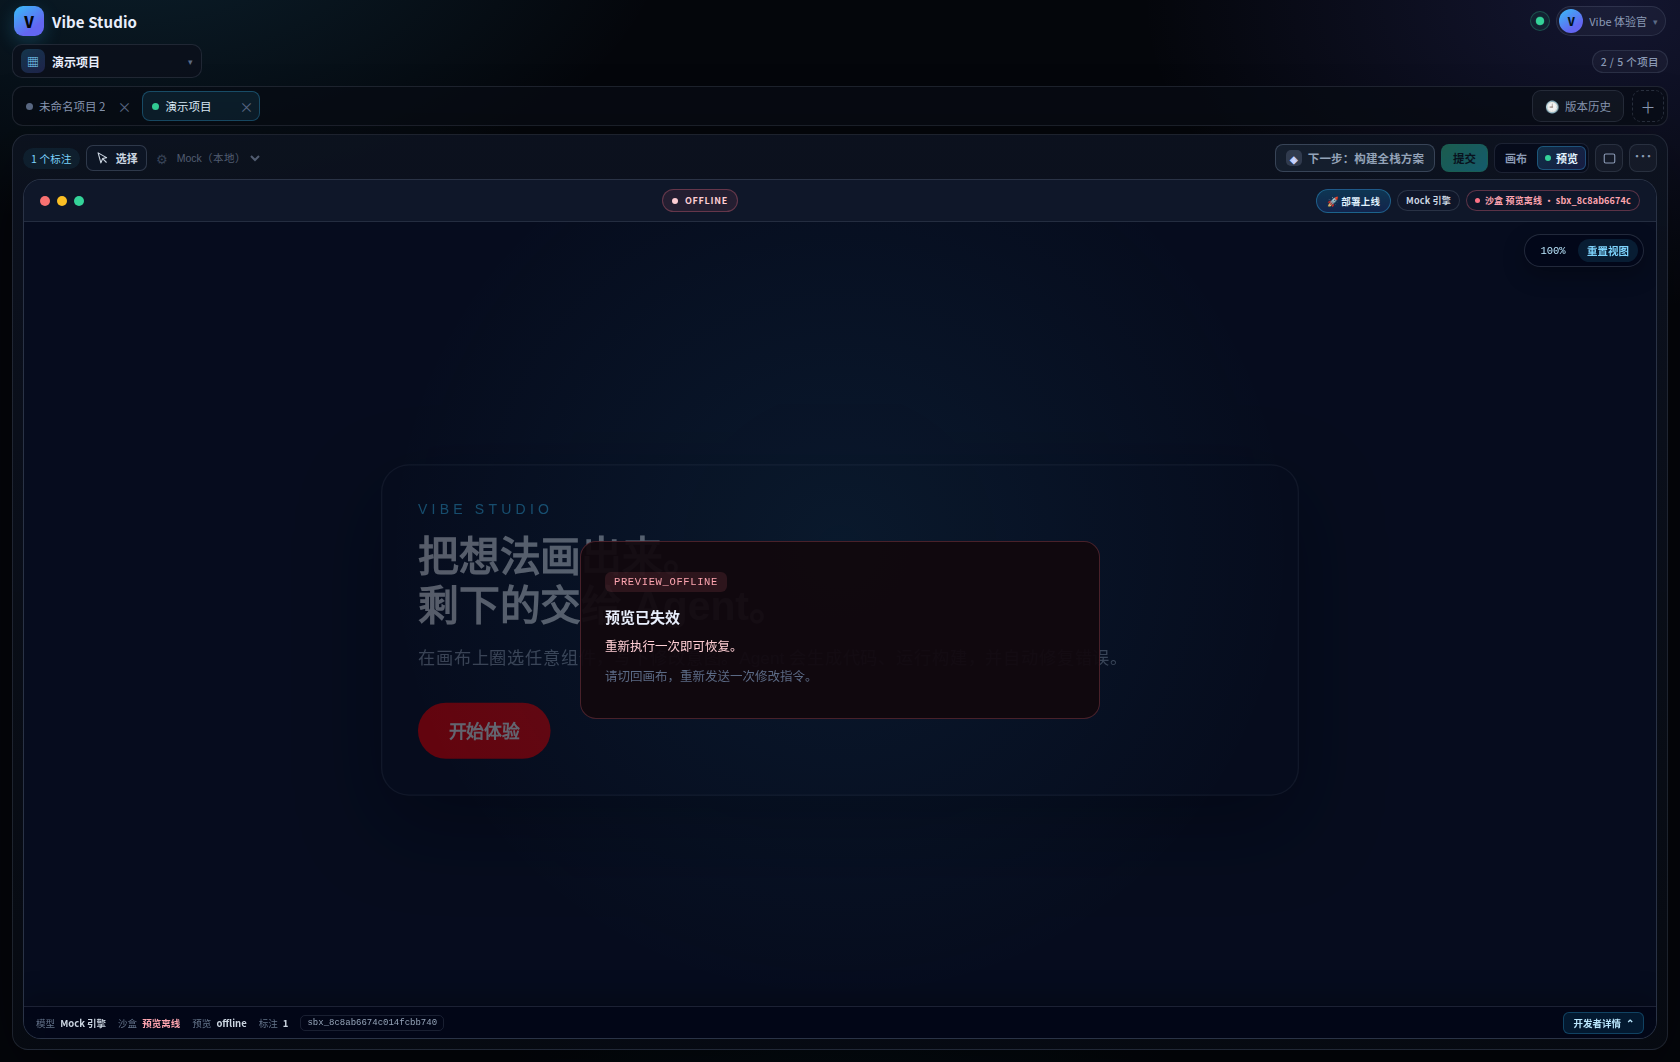 V Vibe Studio
V Vibe 体验官
演示项目
2 / 5 个项目
未命名项目 2
演示项目
版本历史
1 个标注
选择
Mock（本地）
下一步：构建全栈方案
提交
画布
预览
OFFLINE
🚀 部署上线
Mock 引擎
沙盒 预览离线 · sbx_8c8ab6674c
100%
重置视图
VIBE STUDIO
把想法画出来。
剩下的交给 Agent。
在画布上圈选任意组
误。
PREVIEW_OFFLINE
预览已失效
重新执行一次即可恢复。
请切回画布，重新发送一次修改指令。
开始体验
模型 Mock 引擎 沙盒 预览离线 预览 offline 标注 1 sbx_8c8ab6674c014fcbb740
开发者详情